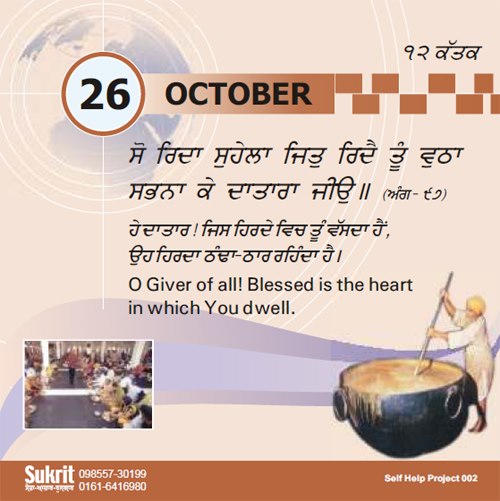 ੧੨ ਕੱਤਕ
26 OCTOBER
ਸੋ ਰਿਦਾ ਸੁਹੇਲਾ ਜਿਤੁ ਰਿਦੈ ਤੂੰ ਵੁਠਾ
ਸਭਨਾ ਕੇ ਦਾਤਾਰਾ ਜੀਉ॥ (ਅੰਗ-੯੭)
ਹੇ ਦਾਤਾਰ! ਜਿਸ ਹਿਰਦੇ ਵਿਚ ਤੂੰ ਵੱਸਦਾ ਹੈਂ,
ਉਹ ਹਿਰਦਾ ਠੰਢਾ-ਠਾਰ ਰਹਿੰਦਾ ਹੈ।
O Giver of all! Blessed is the heart
in which You dwell.
Sukrit 098557-30199
0161-6416980
Self Help Project 002